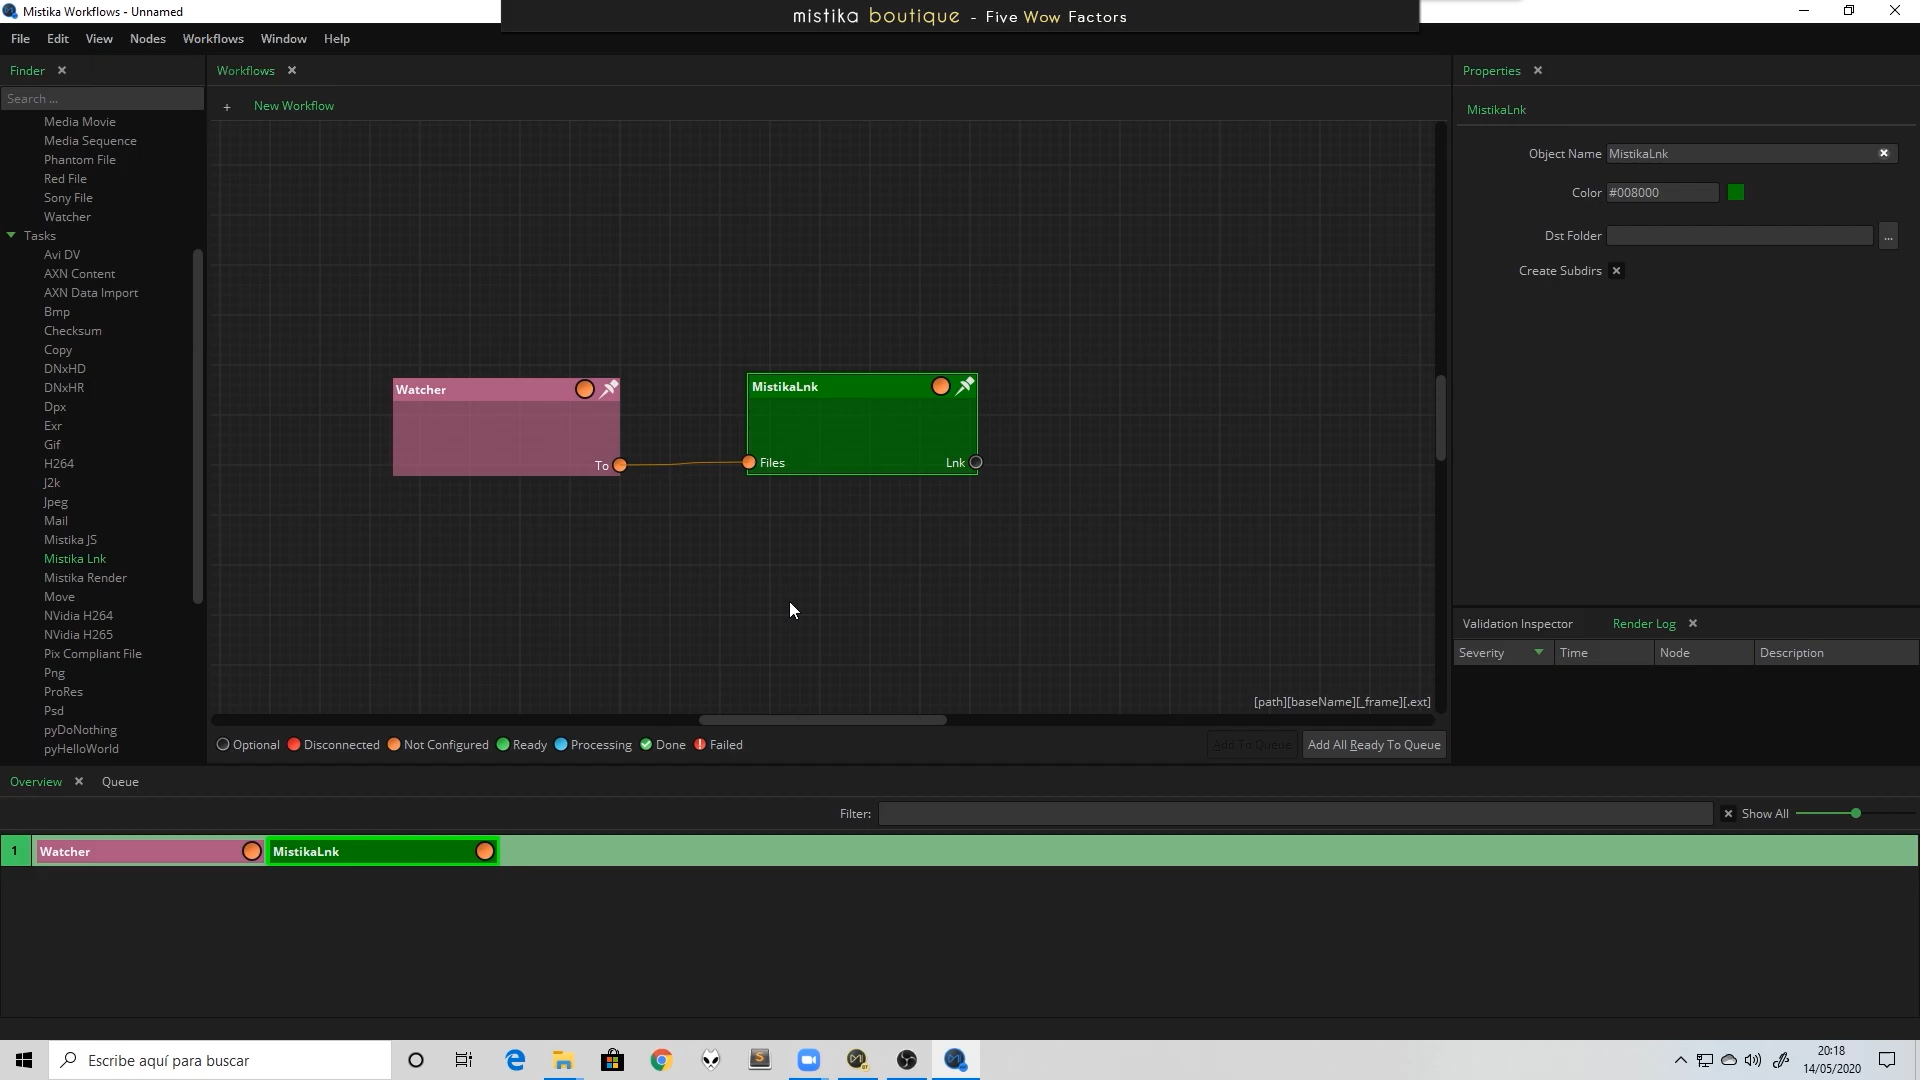 Mistika Workflows - Unnamed
mistika boutique - Five Wow Factors
File Edit View Nodes Workflows Window Help
Finder
Search ...
Media Movie
Media Sequence
Phantom File
Red File
Sony File
Watcher
Tasks
Avi DV
AXN Content
AXN Data Import
Bmp
Checksum
Copy
DNxHD
DNxHR
Dpx
Exr
Gif
H264
J2k
Jpeg
Mail
Mistika JS
Mistika Lnk
Mistika Render
Move
NVidia H264
NVidia H265
Pix Compliant File
Png
ProRes
Psd
pyDoNothing
pyHelloWorld
Workflows
+ New Workflow
Watcher
To
MistikaLnk
Files Lnk
[path][baseName][_frame][.ext]
Optional Disconnected Not Configured Ready Processing Done Failed
Add To Queue Add All Ready To Queue
Properties
MistikaLnk
Object Name MistikaLnk
Color #008000
Dst Folder ...
Create Subdirs
Validation Inspector Render Log
Severity Time Node Description
Overview Queue
Filter: Show All
1 Watcher MistikaLnk
Escribe aquí para buscar
20:18
14/05/2020